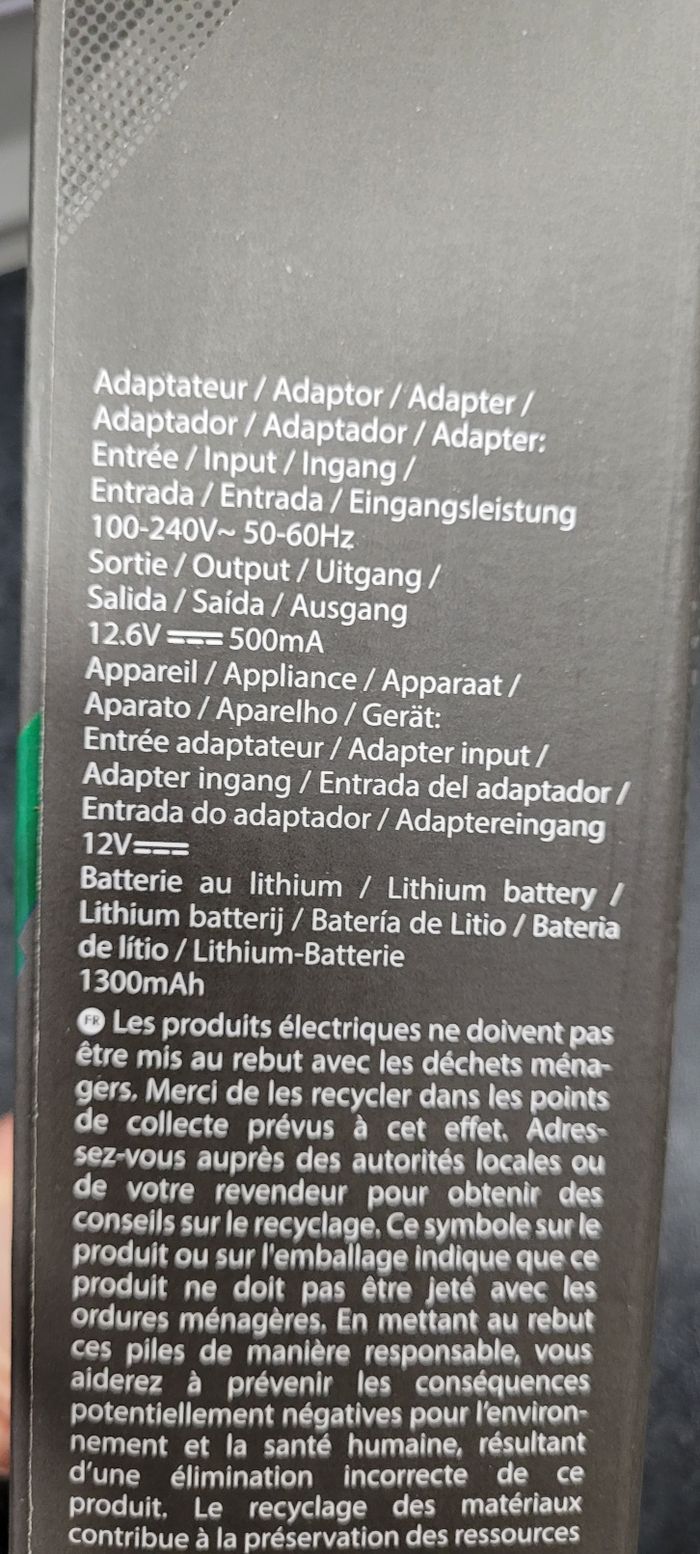 Adaptateur / Adaptor / Adapter /
Adaptador / Adaptador / Adapter:
Entrée / Input / Ingang /
Entrada / Entrada / Eingangsleistung
100-240V~ 50-60Hz
Sortie / Output / Uitgang /
Salida / Saída / Ausgang
12.6V ⎓ 500mA
Appareil / Appliance / Apparaat /
Aparato / Aparelho / Gerät:
Entrée adaptateur / Adapter input /
Adapter ingang / Entrada del adaptador /
Entrada do adaptador / Adaptereingang
12V⎓
Batterie au lithium / Lithium battery /
Lithium batterij / Batería de Litio / Bateria
de lítio / Lithium-Batterie
1300mAh
FR Les produits électriques ne doivent pas
être mis au rebut avec les déchets ména-
gers. Merci de les recycler dans les points
de collecte prévus à cet effet. Adres-
sez-vous auprès des autorités locales ou
de votre revendeur pour obtenir des
conseils sur le recyclage. Ce symbole sur le
produit ou sur l'emballage indique que ce
produit ne doit pas être jeté avec les
ordures ménagères. En mettant au rebut
ces piles de manière responsable, vous
aiderez à prévenir les conséquences
potentiellement négatives pour l'environ-
nement et la santé humaine, résultant
d'une élimination incorrecte de ce
produit. Le recyclage des matériaux
contribue à la préservation des ressources